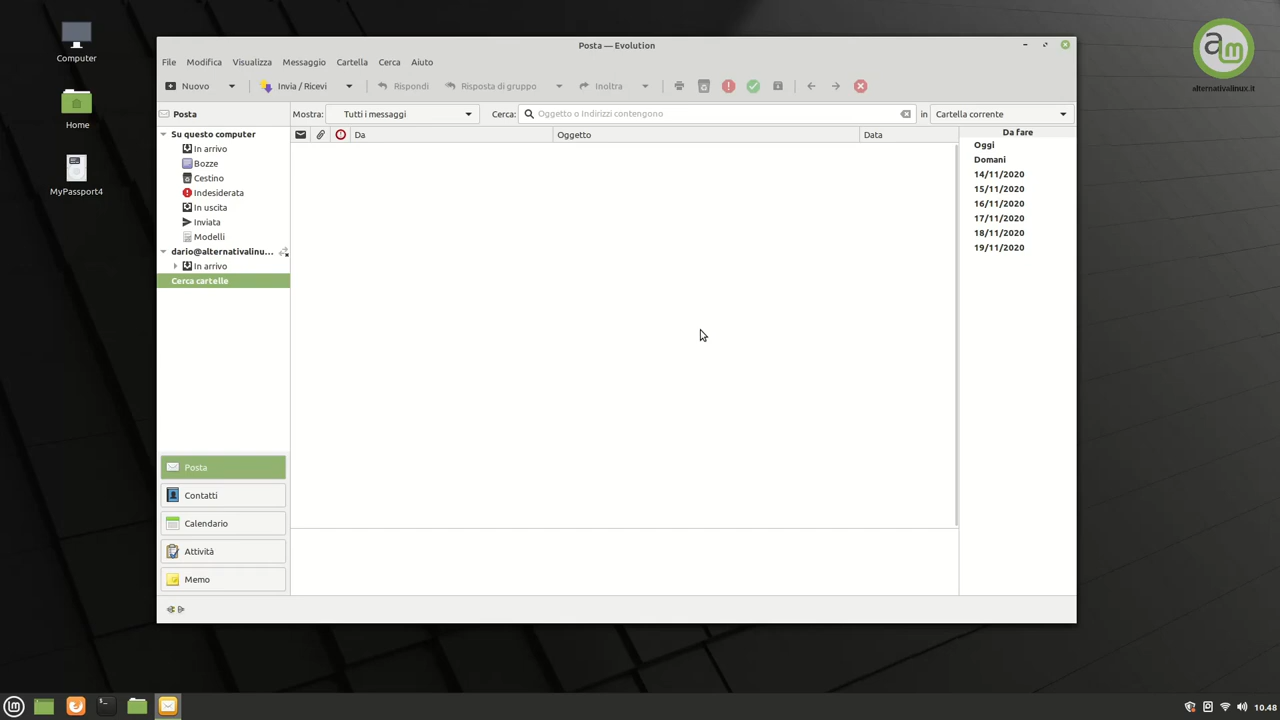 Computer
Home
MyPassport4
Posta — Evolution
File Modifica Visualizza Messaggio Cartella Cerca Aiuto
Nuovo Invia / Ricevi Rispondi Risposta di gruppo Inoltra
Posta Mostra: Tutti i messaggi Cerca: Oggetto o Indirizzi contengono in Cartella corrente
Da Oggetto Data
Su questo computer
In arrivo
Bozze
Cestino
Indesiderata
In uscita
Inviata
Modelli
dario@alternativalinu...
In arrivo
Cerca cartelle
Posta
Contatti
Calendario
Attività
Memo
Da fare
Oggi
Domani
14/11/2020
15/11/2020
16/11/2020
17/11/2020
18/11/2020
19/11/2020
am
alternativalinux.it
10.48